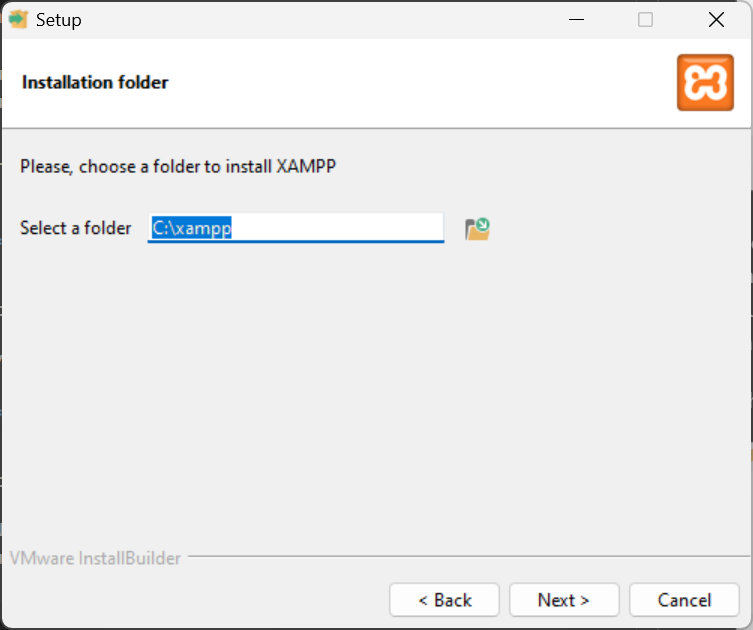 Setup
Installation folder
Please, choose a folder to install XAMPP
Select a folder C:\xampp
VMware InstallBuilder
< Back Next > Cancel